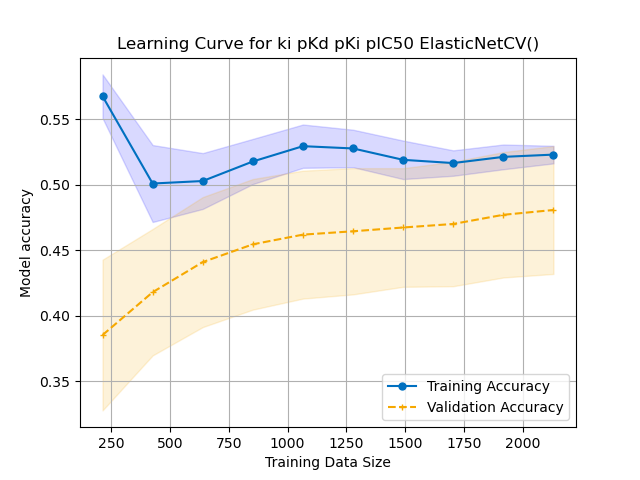 Learning Curve for ki pKd pKi pIC50 ElasticNetCV()
0.55
0.50
0.45
0.40
0.35
Model accuracy
Training Accuracy
Validation Accuracy
250 500 750 1000 1250 1500 1750 2000
Training Data Size